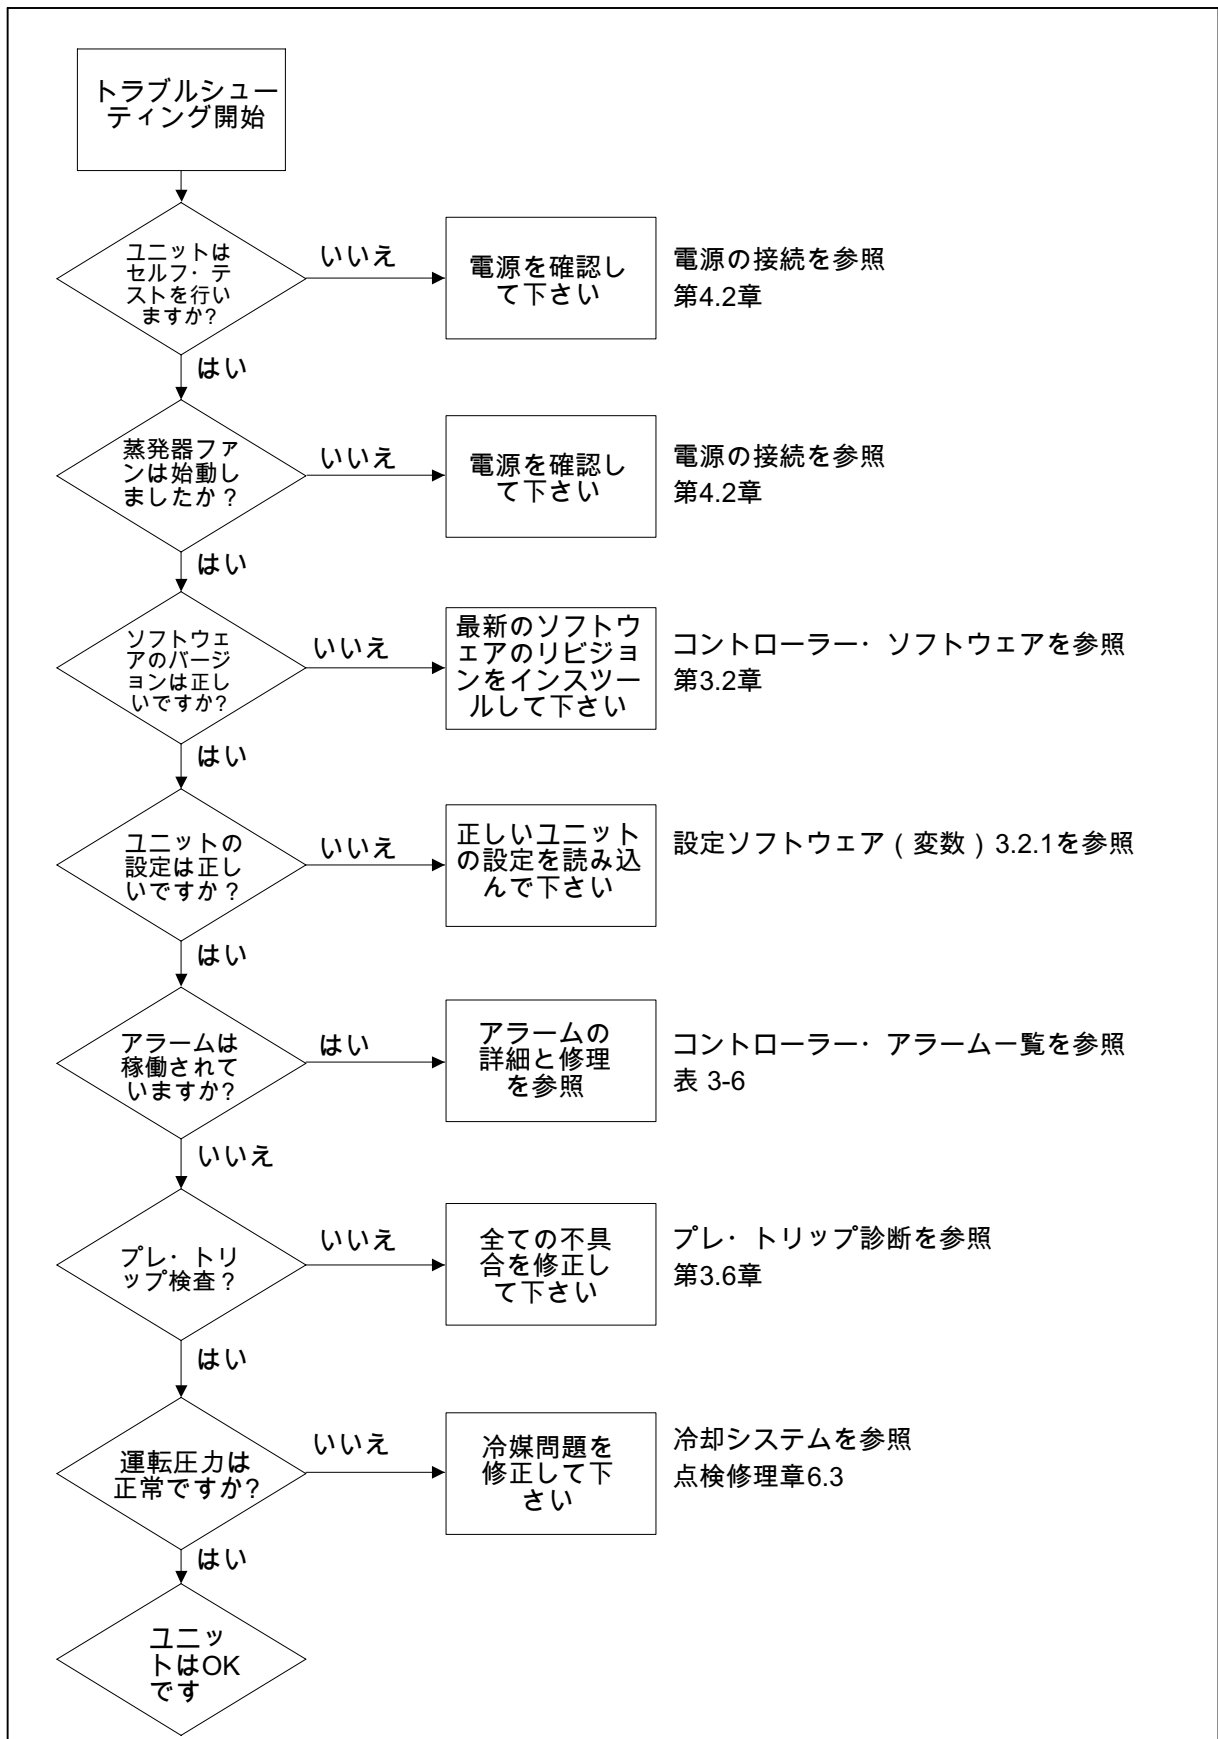 トラブルシュー
ティング開始
ユニットは
セルフ・テ
ストを行い
ますか?
いいえ
電源を確認し
て下さい
電源の接続を参照
第4.2章
はい
蒸発器ファ
ンは始動し
ましたか？
いいえ
電源を確認し
て下さい
電源の接続を参照
第4.2章
はい
ソフトウェ
アのバージ
ョンは正し
いですか?
いいえ
最新のソフトウ
ェアのリビジョ
ンをインスツー
ルして下さい
コントローラー・ソフトウェアを参照
第3.2章
はい
ユニットの
設定は正し
いですか？
いいえ
正しいユニット
の設定を読み込
んで下さい
設定ソフトウェア（変数）3.2.1を参照
はい
アラームは
稼働されて
いますか?
はい
アラームの
詳細と修理
を参照
コントローラー・アラーム一覧を参照
表 3-6
いいえ
プレ・トリ
ップ検査？
いいえ
全ての不具
合を修正し
て下さい
プレ・トリップ診断を参照
第3.6章
はい
運転圧力は
正常ですか?
いいえ
冷媒問題を
修正して下
さい
冷却システムを参照
点検修理章6.3
はい
ユニッ
トはOK
です